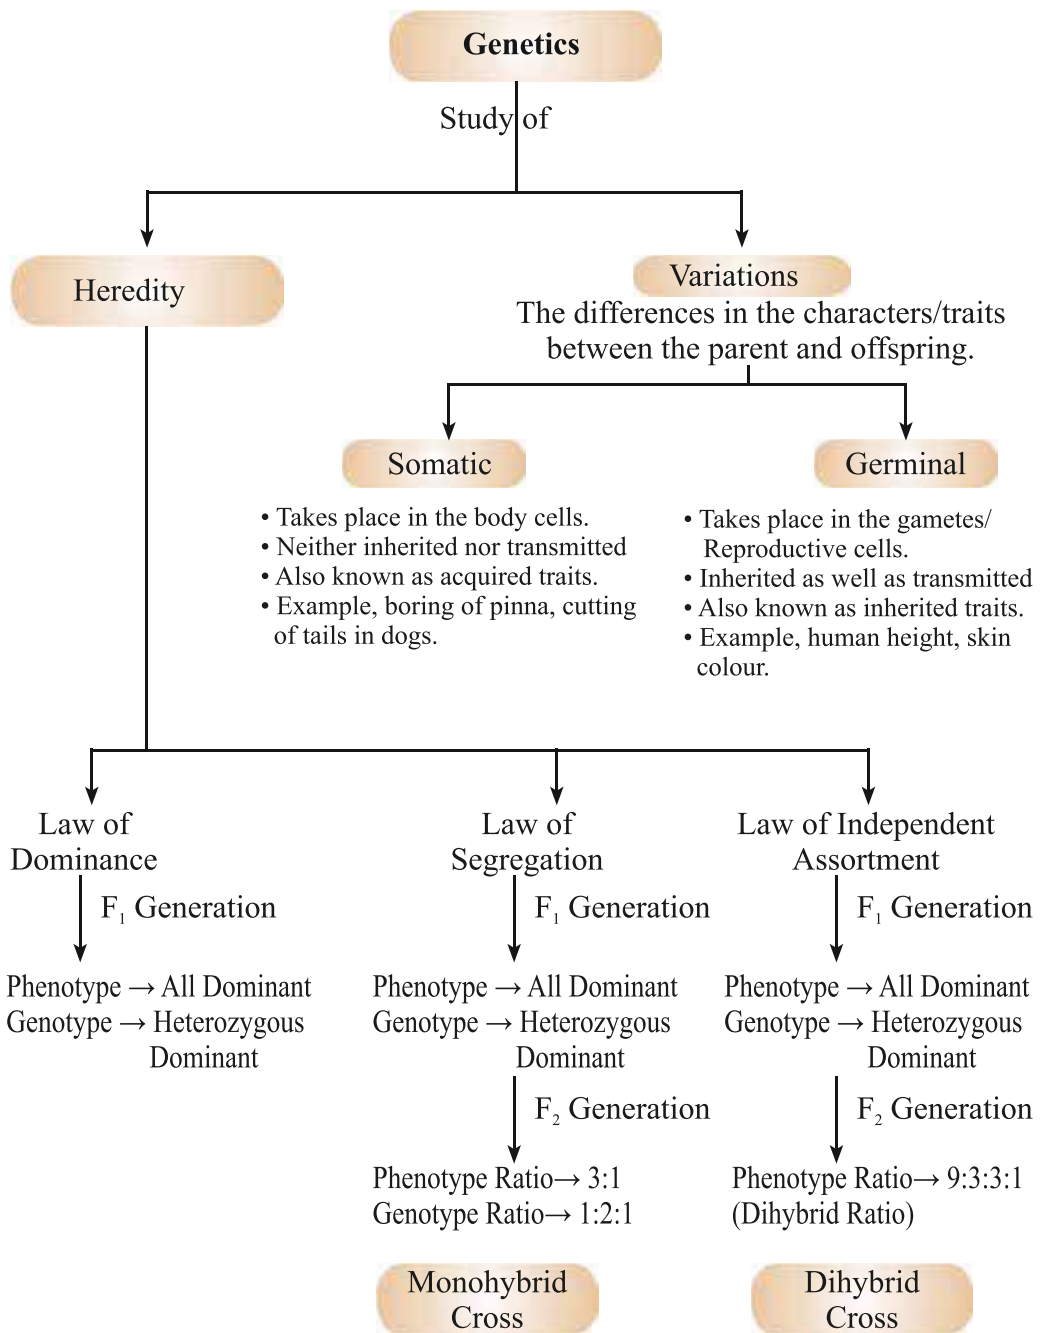 Genetics
Study of
Heredity
Variations
The differences in the characters/traits
between the parent and offspring.
Somatic
• Takes place in the body cells.
• Neither inherited nor transmitted
• Also known as acquired traits.
• Example, boring of pinna, cutting
of tails in dogs.
Germinal
• Takes place in the gametes/
Reproductive cells.
• Inherited as well as transmitted
• Also known as inherited traits.
• Example, human height, skin
colour.
Law of
Dominance
F₁ Generation
Phenotype → All Dominant
Genotype → Heterozygous
Dominant
Law of
Segregation
F₁ Generation
Phenotype → All Dominant
Genotype → Heterozygous
Dominant
F₂ Generation
Phenotype Ratio→ 3:1
Genotype Ratio→ 1:2:1
Monohybrid
Cross
Law of Independent
Assortment
F₁ Generation
Phenotype → All Dominant
Genotype → Heterozygous
Dominant
F₂ Generation
Phenotype Ratio→ 9:3:3:1
(Dihybrid Ratio)
Dihybrid
Cross